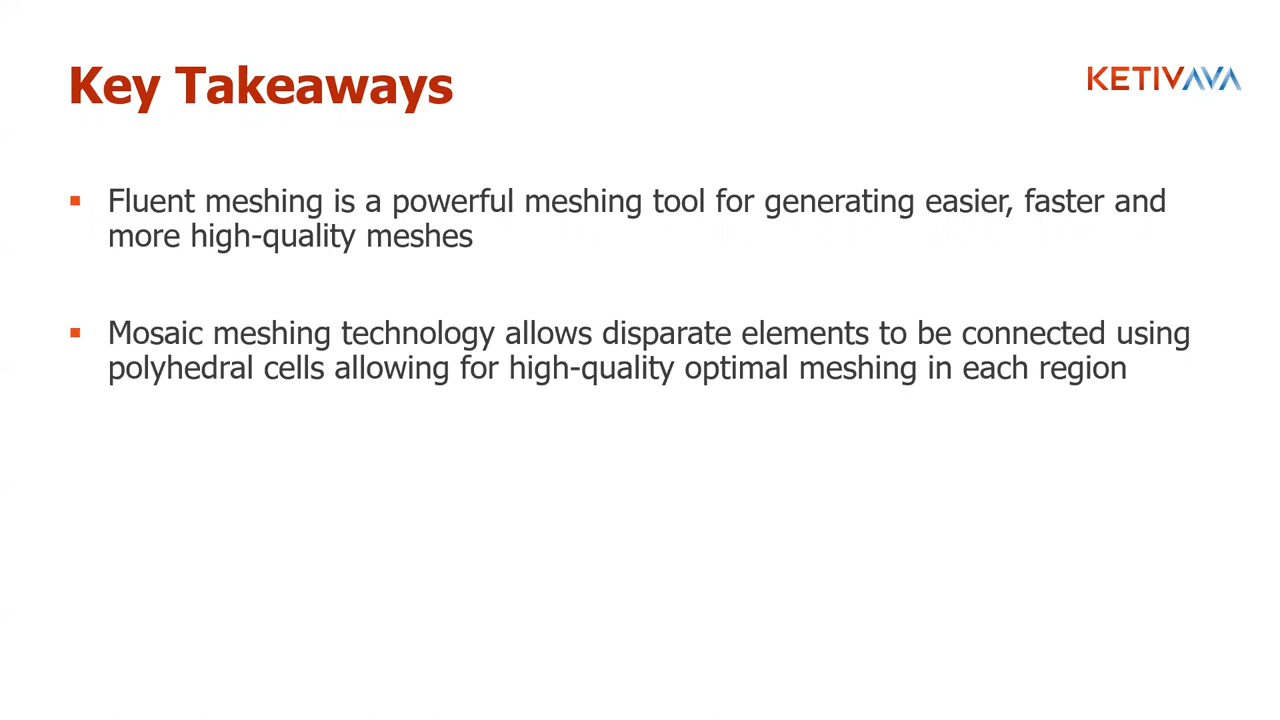 Key Takeaways
KETIVAVA
▪ Fluent meshing is a powerful meshing tool for generating easier, faster and
more high-quality meshes
▪ Mosaic meshing technology allows disparate elements to be connected using
polyhedral cells allowing for high-quality optimal meshing in each region